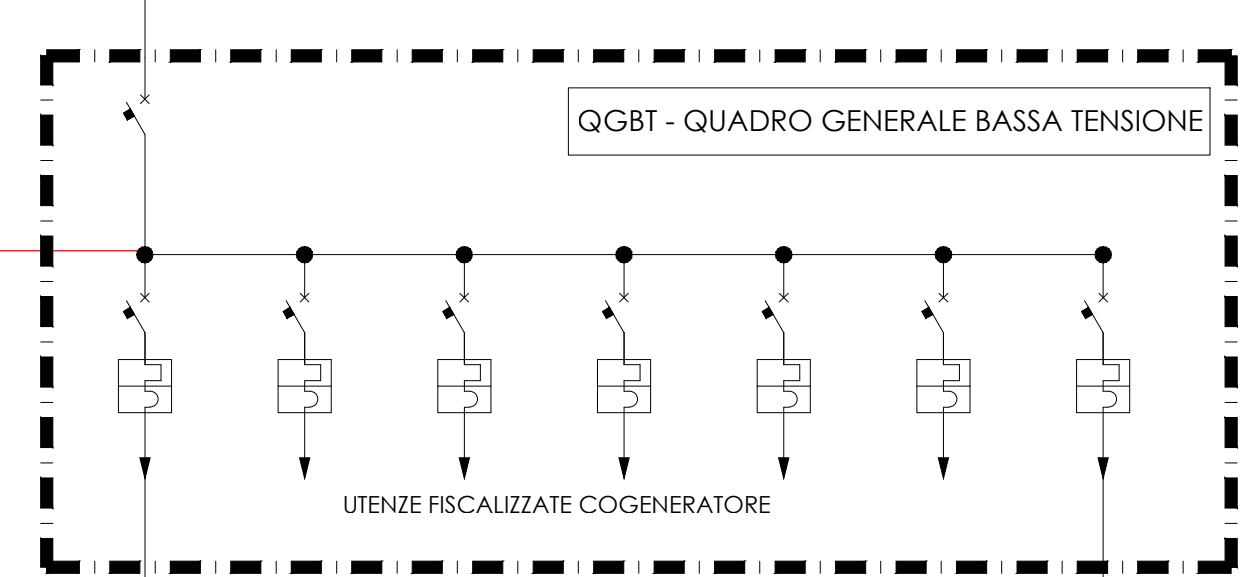 QGBT - QUADRO GENERALE BASSA TENSIONE
UTENZE FISCALIZZATE COGENERATORE